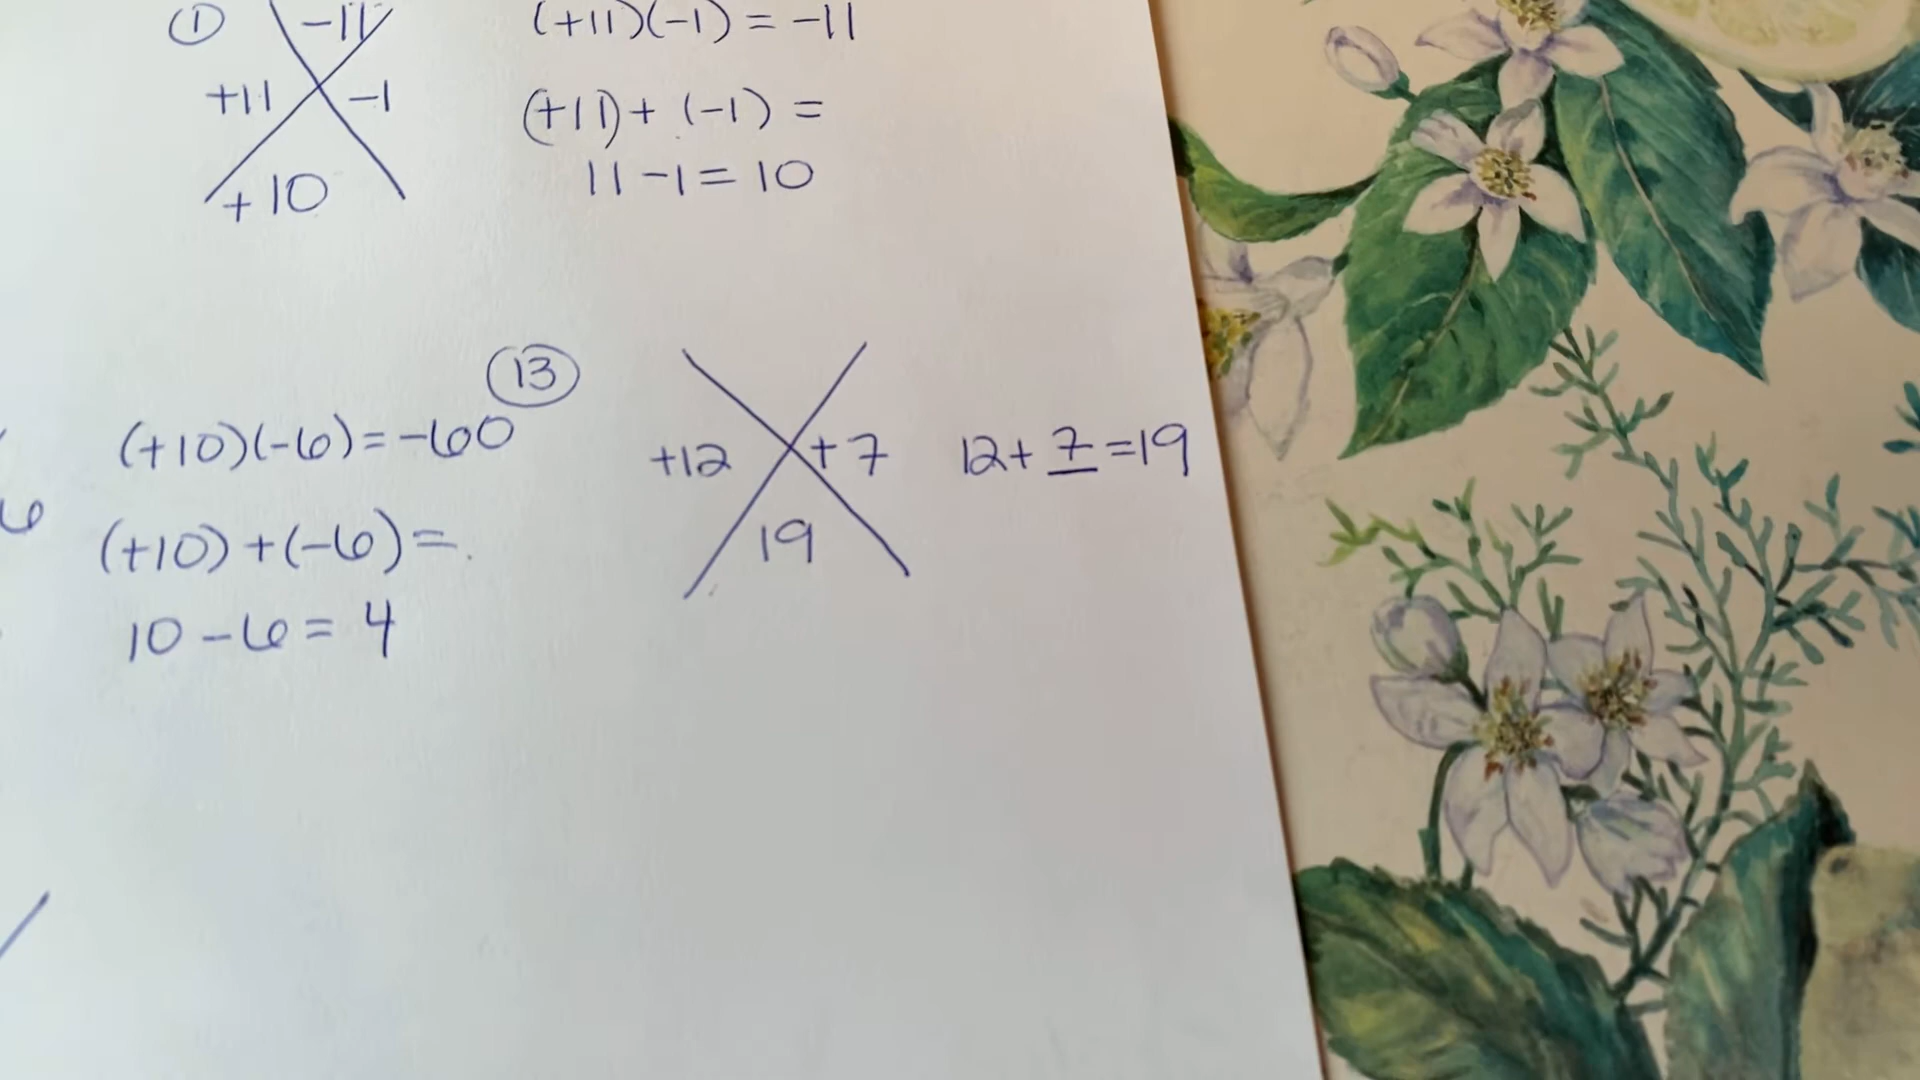 ① -11 (+11)(-1) = -11
+11 -1 (+11) + (-1) =
+10 11 - 1 = 10
⑬
(+10)(-6) = -60
+12 +7 12 + 7 = 19
6 (+10) + (-6) =
19
10 - 6 = 4